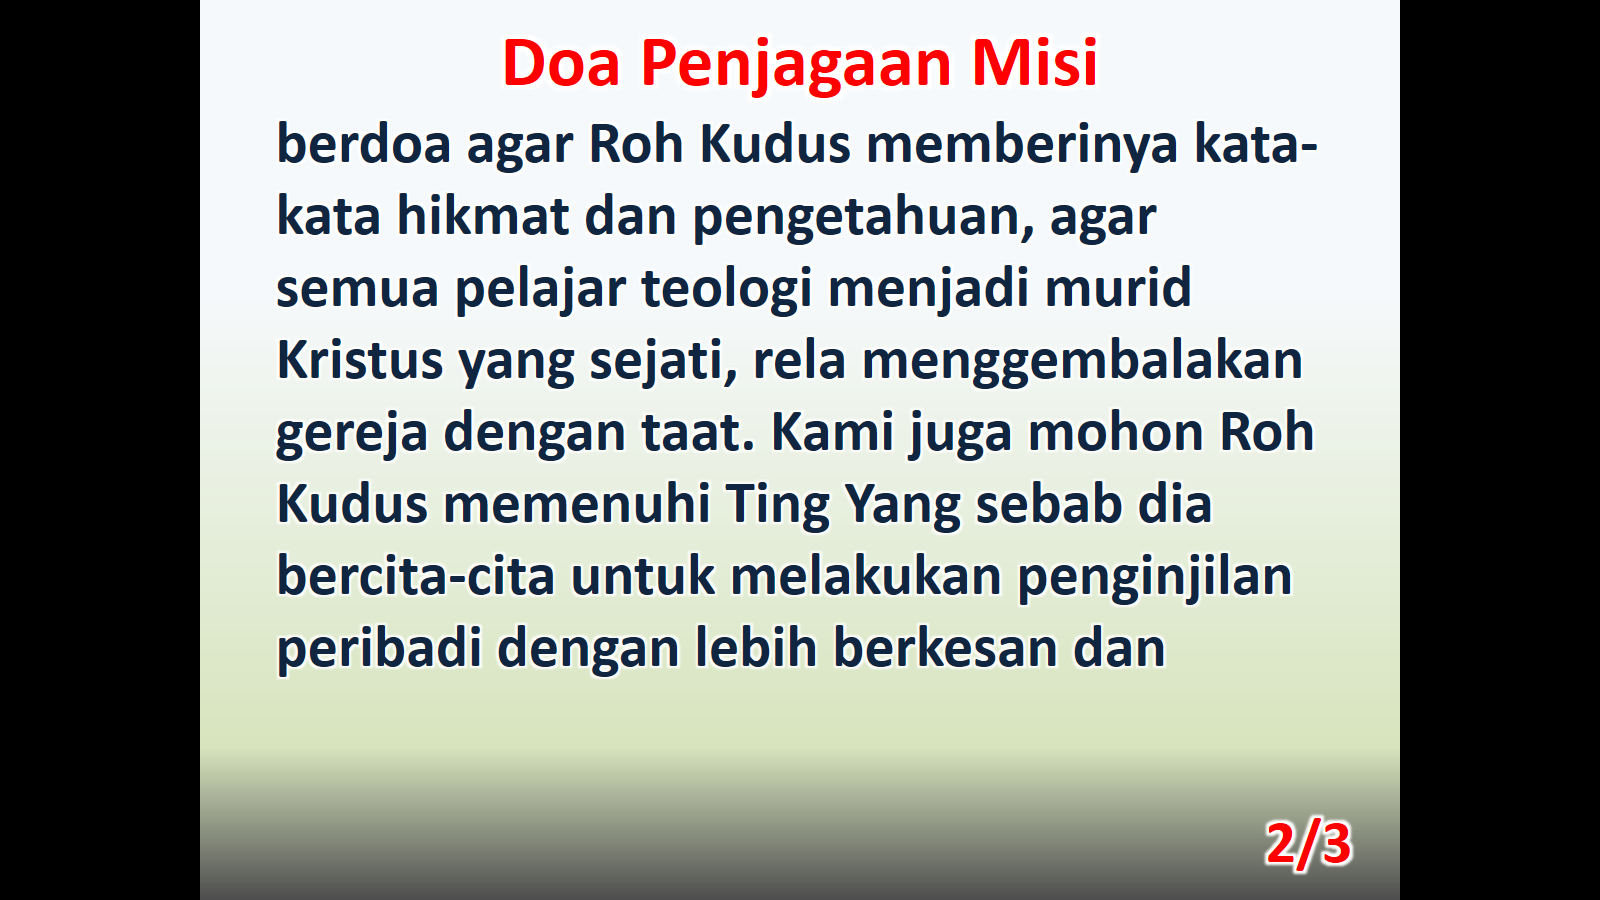 Doa Penjagaan Misi
berdoa agar Roh Kudus memberinya kata-
kata hikmat dan pengetahuan, agar
semua pelajar teologi menjadi murid
Kristus yang sejati, rela menggembalakan
gereja dengan taat. Kami juga mohon Roh
Kudus memenuhi Ting Yang sebab dia
bercita-cita untuk melakukan penginjilan
peribadi dengan lebih berkesan dan
2/3